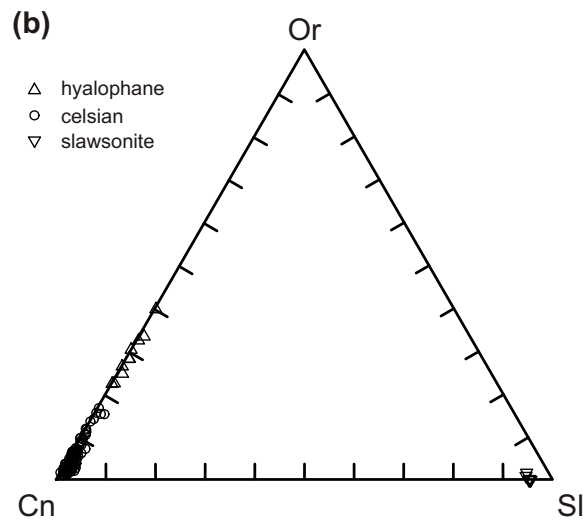 (b)
Or
hyalophane
celsian
slawsonite
Cn
Sl